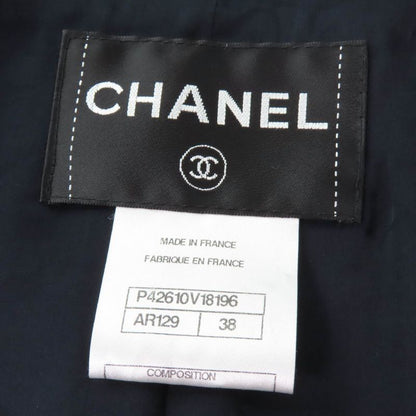 CHANEL
MADE IN FRANCE
FABRIQUE EN FRANCE
P42610V18196
AR129 38
COMPOSITION